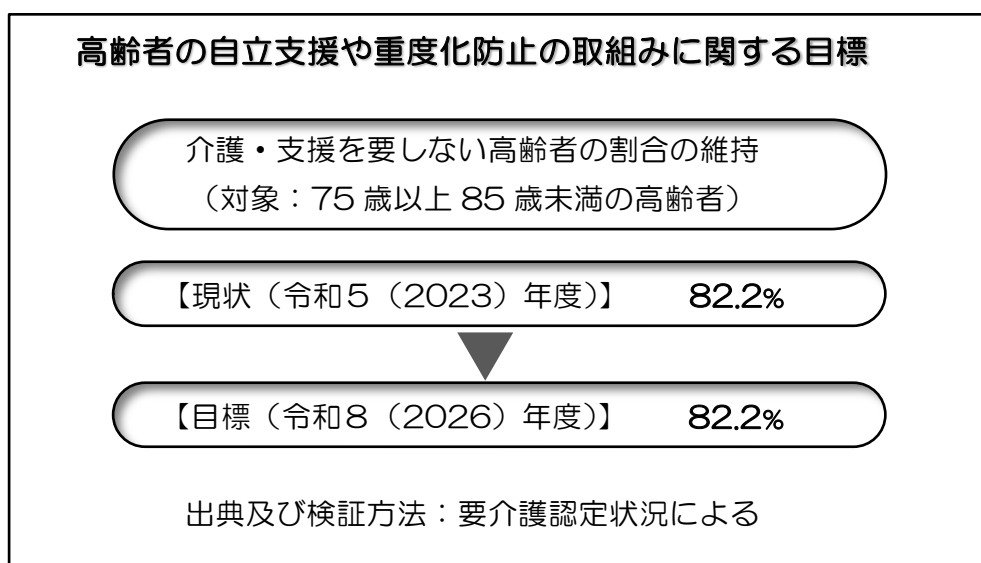 高齢者の自立支援や重度化防止の取組みに関する目標
介護・支援を要しない高齢者の割合の維持
（対象：75歳以上85歳未満の高齢者）
【現状（令和５（2023）年度）】 82.2%
【目標（令和８（2026）年度）】 82.2%
出典及び検証方法：要介護認定状況による